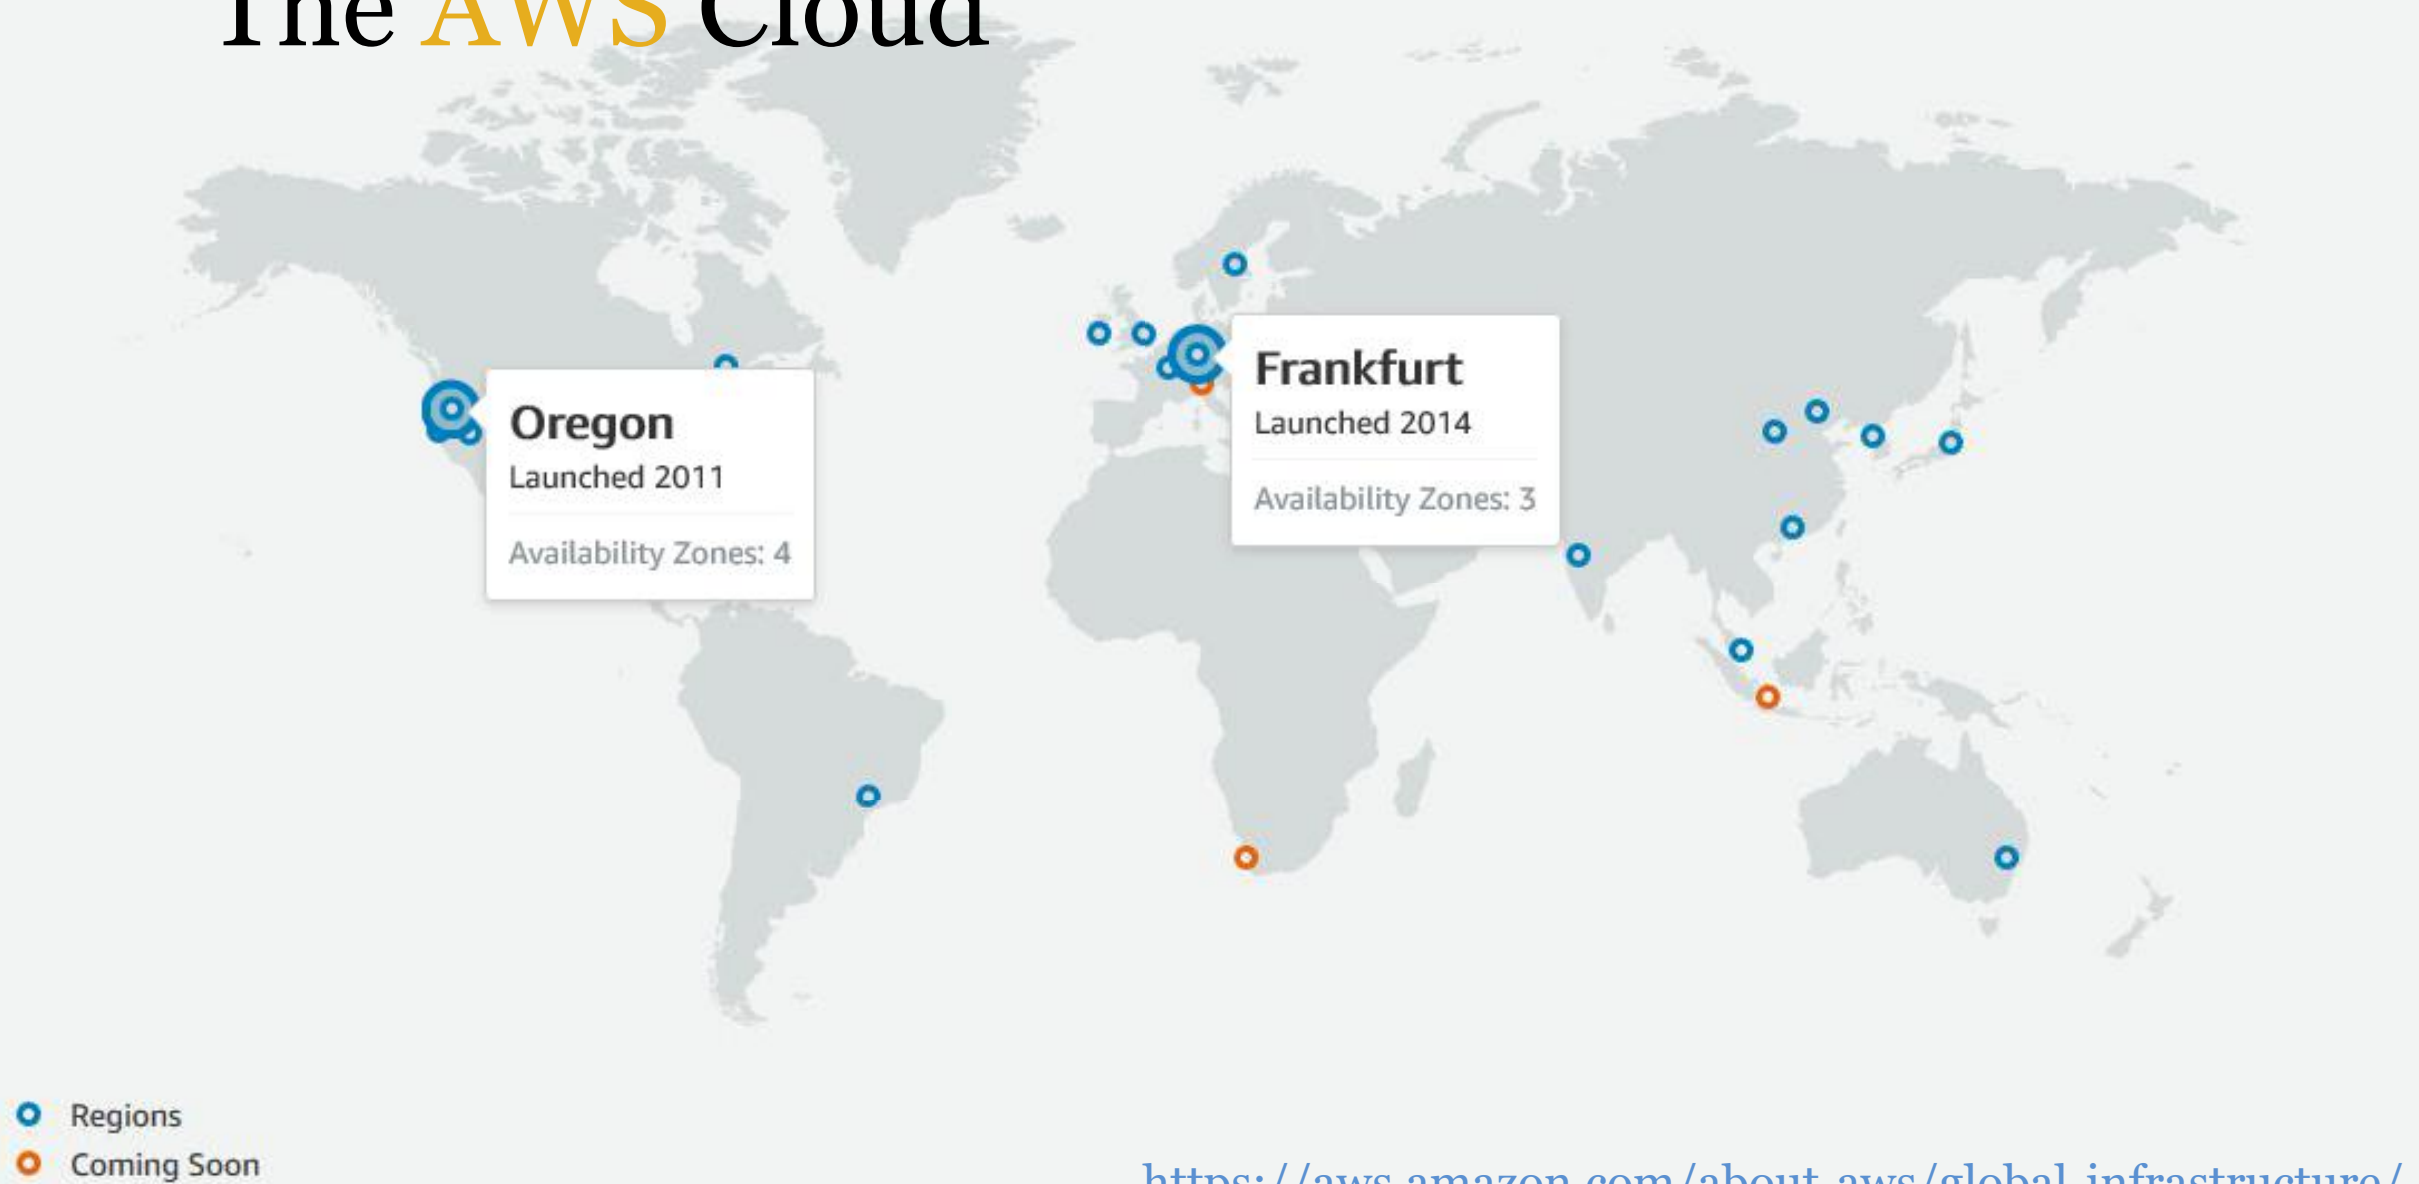 The AWS Cloud
Frankfurt
Launched 2014
Availability Zones: 3
Oregon
Launched 2011
Availability Zones: 4
Regions
Coming Soon
https://aws.amazon.com/about-aws/global-infrastructure/